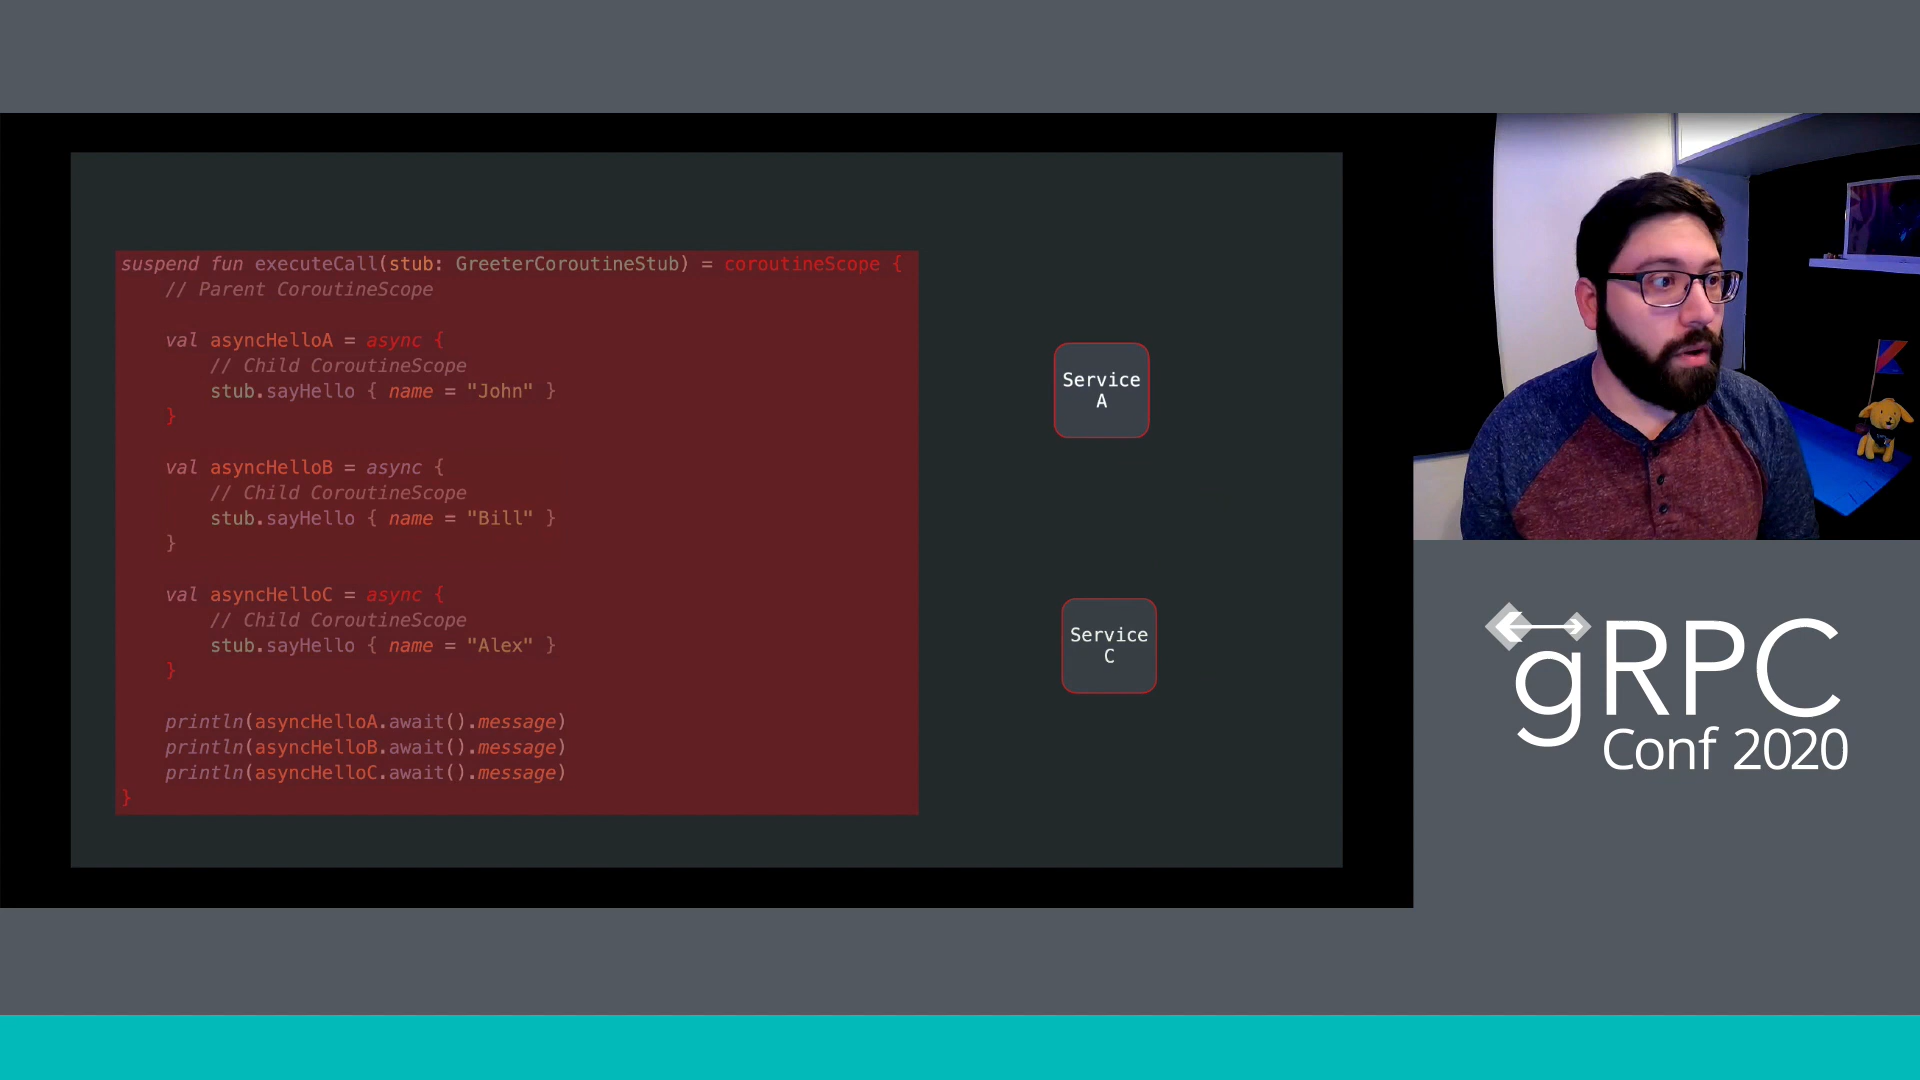 suspend fun executeCall(stub: GreeterCoroutineStub) = coroutineScope {
// Parent CoroutineScope
val asyncHelloA = async {
// Child CoroutineScope
stub.sayHello { name = "John" }
}
val asyncHelloB = async {
// Child CoroutineScope
stub.sayHello { name = "Bill" }
}
val asyncHelloC = async {
// Child CoroutineScope
stub.sayHello { name = "Alex" }
}
println(asyncHelloA.await().message)
println(asyncHelloB.await().message)
println(asyncHelloC.await().message)
}
Service
A
Service
C
gRPC
Conf 2020